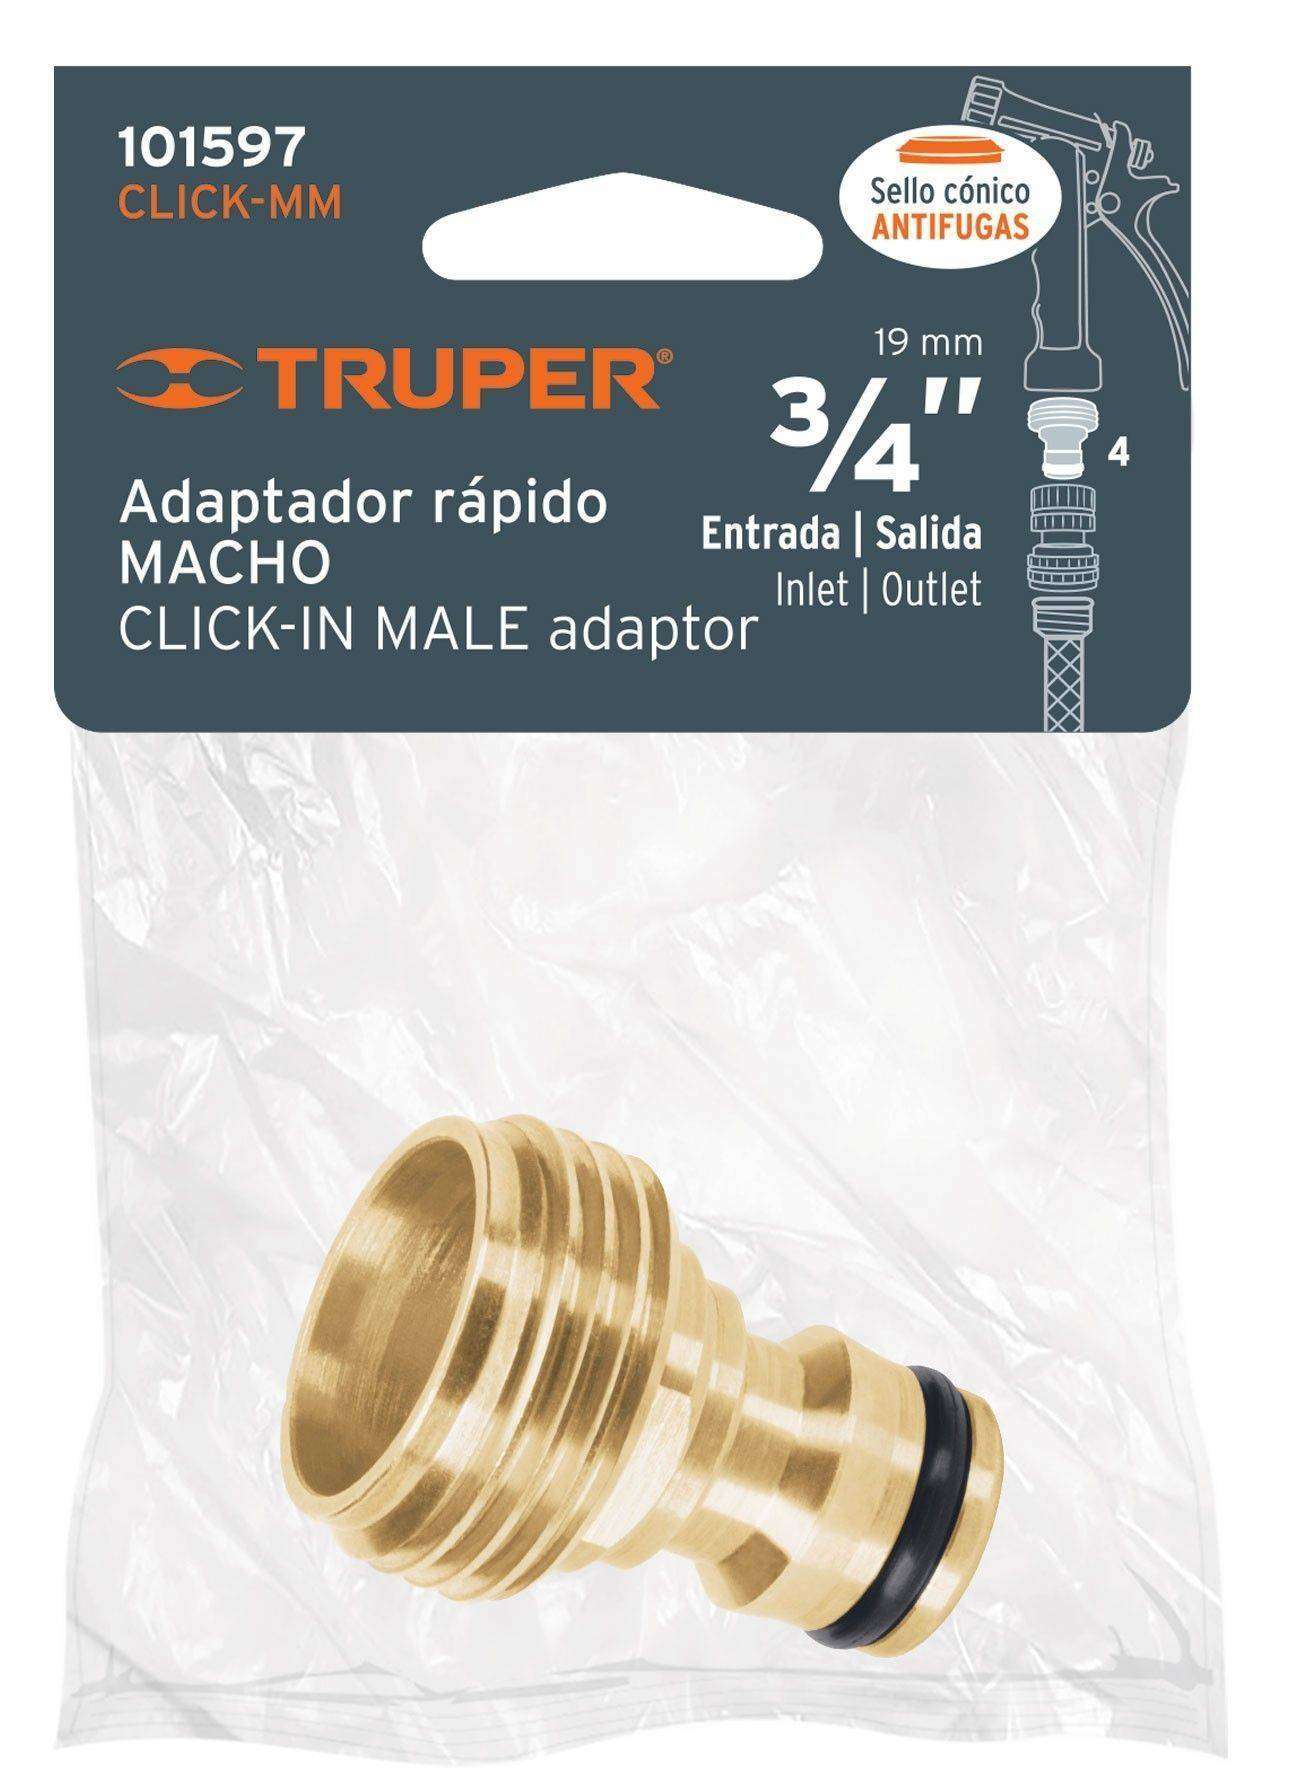 101597
CLICK-MM
Sello cónico
ANTIFUGAS
TRUPER®
19 mm
3/4"
4
Adaptador rápido
MACHO
CLICK-IN MALE adaptor
Entrada | Salida
Inlet | Outlet